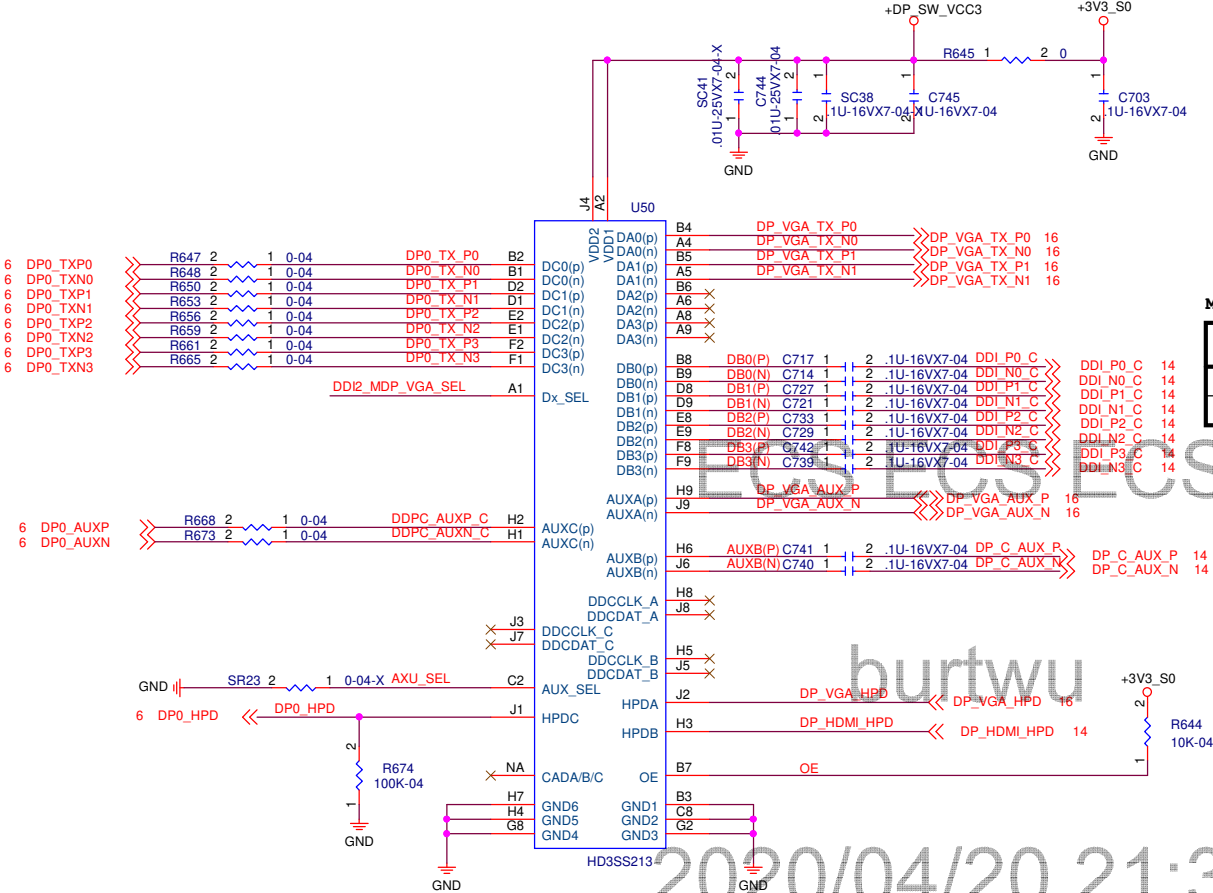 +DP_SW_VCC3
+3V3_S0
R645 1 2 0
SC41 .01U-25VX7-04-X 2 1
C744 .01U-25VX7-04 2 1
1 SC38 2 .1U-16VX7-04-X
1 C745 2 .1U-16VX7-04
1 C703 2 .1U-16VX7-04
GND
GND
J4 A2
U50
VDD2 VDD1
B4 DA0(p) DP_VGA_TX_P0 DP_VGA_TX_P0 16
A4 DA0(n) DP_VGA_TX_N0 DP_VGA_TX_N0 16
B5 DA1(p) DP_VGA_TX_P1 DP_VGA_TX_P1 16
A5 DA1(n) DP_VGA_TX_N1 DP_VGA_TX_N1 16
B6 DA2(p)
A6 DA2(n)
A8 DA3(p)
A9 DA3(n)
6 DP0_TXP0 R647 2 1 0-04 DP0_TX_P0 B2 DC0(p)
6 DP0_TXN0 R648 2 1 0-04 DP0_TX_N0 B1 DC0(n)
6 DP0_TXP1 R650 2 1 0-04 DP0_TX_P1 D2 DC1(p)
6 DP0_TXN1 R653 2 1 0-04 DP0_TX_N1 D1 DC1(n)
6 DP0_TXP2 R656 2 1 0-04 DP0_TX_P2 E2 DC2(p)
6 DP0_TXN2 R659 2 1 0-04 DP0_TX_N2 E1 DC2(n)
6 DP0_TXP3 R661 2 1 0-04 DP0_TX_P3 F2 DC3(p)
6 DP0_TXN3 R665 2 1 0-04 DP0_TX_N3 F1 DC3(n)
DDI2_MDP_VGA_SEL A1 Dx_SEL
DB0(p) B8 DB0(P) C717 1 2 .1U-16VX7-04 DDI_P0_C DDI_P0_C 14
DB0(n) B9 DB0(N) C714 1 2 .1U-16VX7-04 DDI_N0_C DDI_N0_C 14
DB1(p) D8 DB1(P) C727 1 2 .1U-16VX7-04 DDI_P1_C DDI_P1_C 14
DB1(n) D9 DB1(N) C721 1 2 .1U-16VX7-04 DDI_N1_C DDI_N1_C 14
DB2(p) E8 DB2(P) C733 1 2 .1U-16VX7-04 DDI_P2_C DDI_P2_C 14
DB2(n) E9 DB2(N) C729 1 2 .1U-16VX7-04 DDI_N2_C DDI_N2_C 14
DB3(p) F8 DB3(P) C742 1 2 .1U-16VX7-04 DDI_P3_C DDI_P3_C 14
DB3(n) F9 DB3(N) C739 1 2 .1U-16VX7-04 DDI_N3_C DDI_N3_C 14
ECS ECS ECS
AUXA(p) H9 DP_VGA_AUX_P DP_VGA_AUX_P 16
AUXA(n) J9 DP_VGA_AUX_N DP_VGA_AUX_N 16
6 DP0_AUXP R668 2 1 0-04 DDPC_AUXP_C H2 AUXC(p)
6 DP0_AUXN R673 2 1 0-04 DDPC_AUXN_C H1 AUXC(n)
AUXB(p) H6 AUXB(P) C741 1 2 .1U-16VX7-04 DP_C_AUX_P DP_C_AUX_P 14
AUXB(n) J6 AUXB(N) C740 1 2 .1U-16VX7-04 DP_C_AUX_N DP_C_AUX_N 14
DDCCLK_A H8
DDCDAT_A J8
J3 DDCCLK_C
J7 DDCDAT_C
DDCCLK_B H5
DDCDAT_B J5
burtwu
GND SR23 2 1 0-04-X AXU_SEL C2 AUX_SEL
6 DP0_HPD DP0_HPD J1 HPDC
HPDA J2 DP_VGA_HPD DP_VGA_HPD 16
HPDB H3 DP_HDMI_HPD DP_HDMI_HPD 14
+3V3_S0
2 R644 10K-04 1
2 R674 100K-04 1
GND
NA CADA/B/C
OE B7 OE
H7 GND6
H4 GND5
G8 GND4
GND1 B3
GND2 C8
GND3 G2
HD3SS213
GND
GND
2020/04/20 21:3